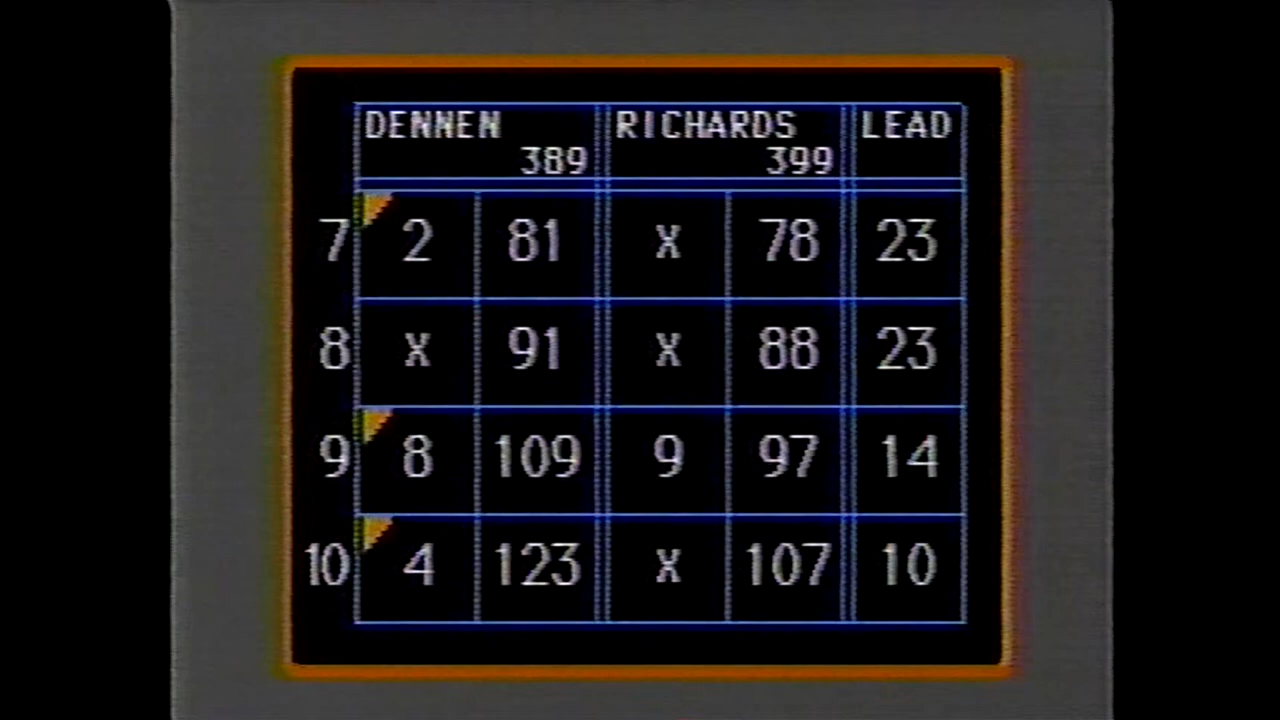 DENNEN RICHARDS LEAD
389 399
7 2 81 X 78 23
8 X 91 X 88 23
9 8 109 9 97 14
10 4 123 X 107 10